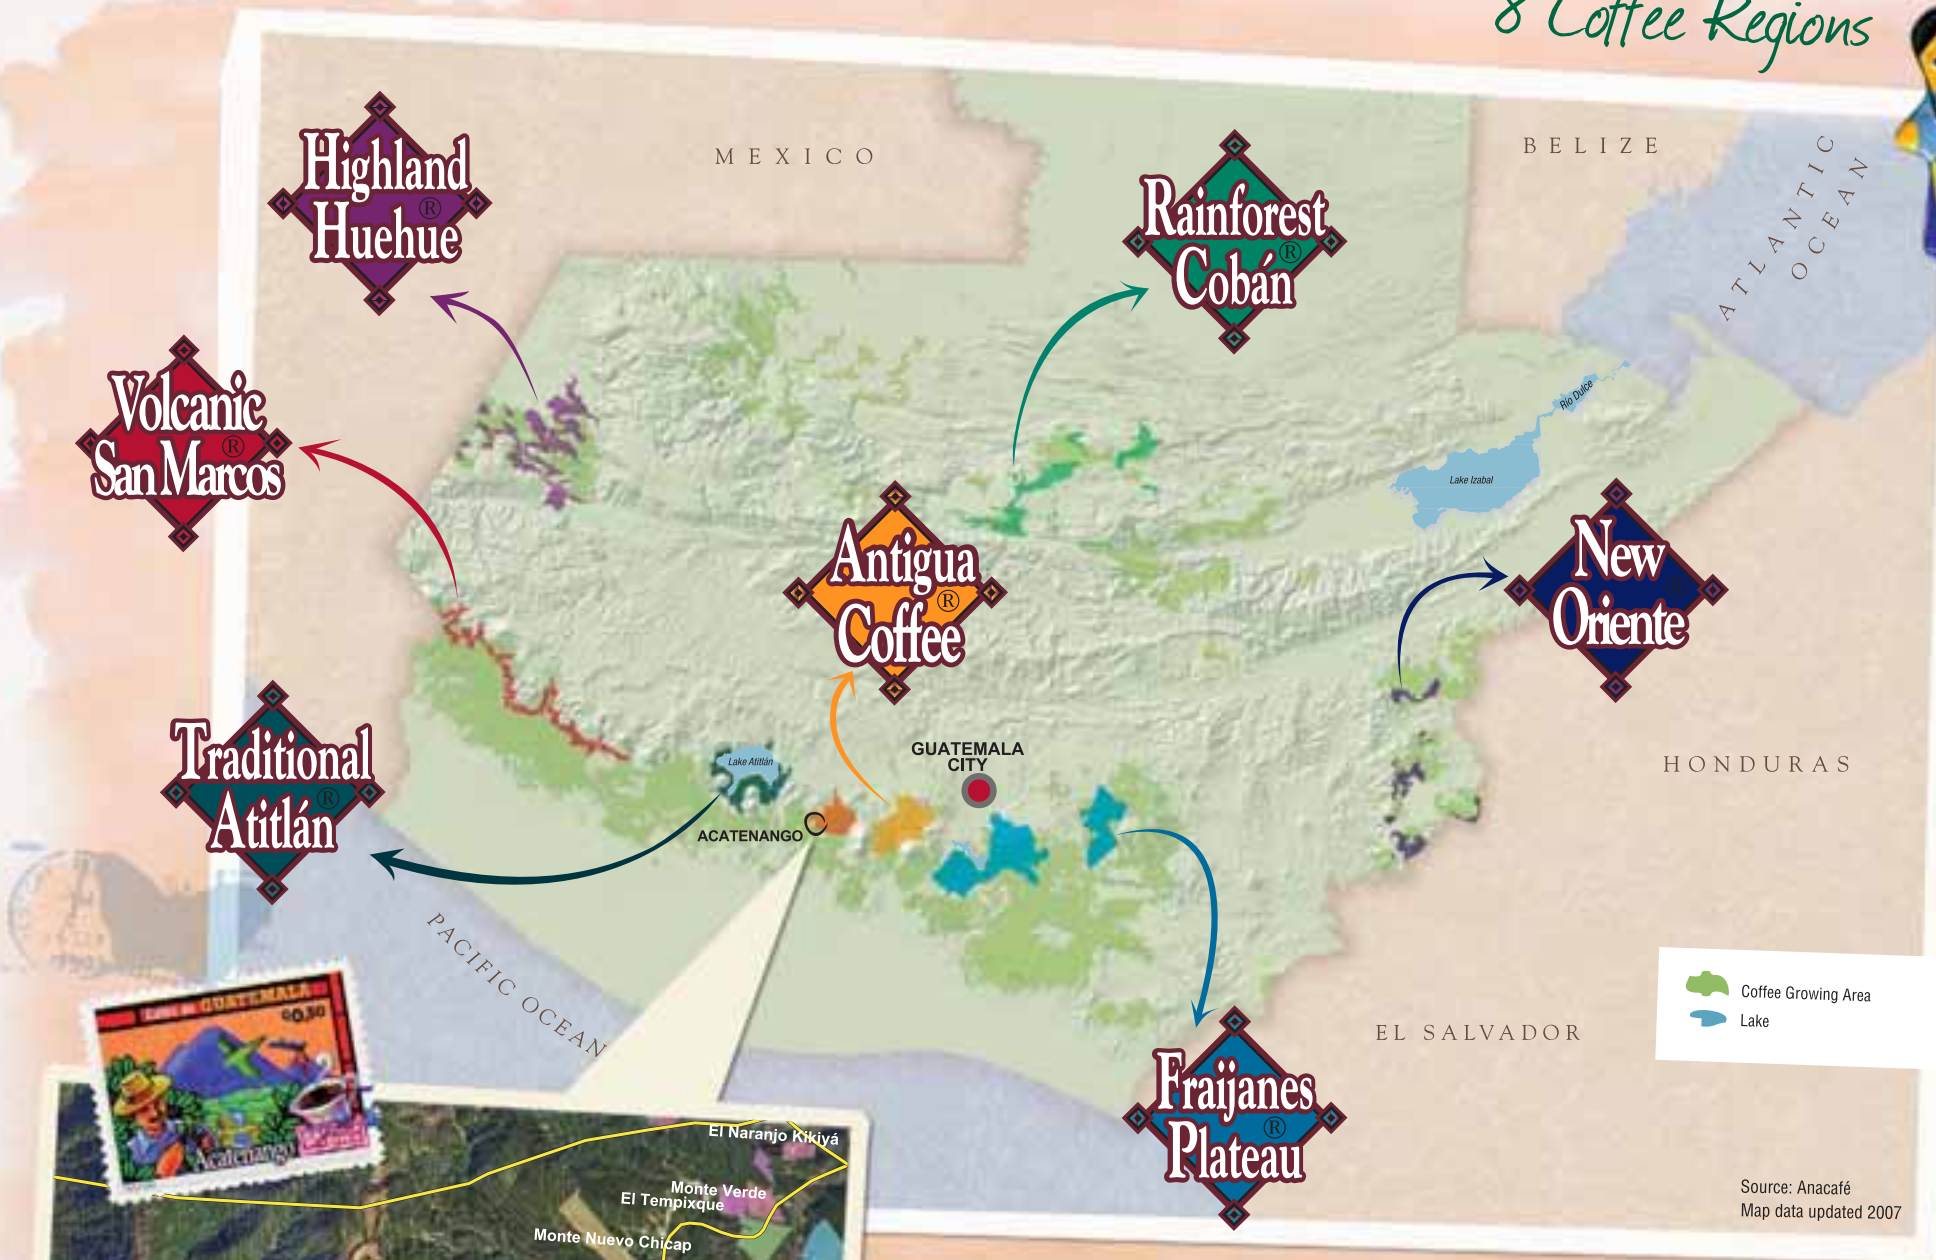 8 Coffee Regions
MEXICO
BELIZE
ATLANTIC
OCEAN
Highland
Huehue®
Rainforest
Cobán®
Volcanic
San Marcos®
Río Dulce
Lake Izabal
Antigua
Coffee®
New
Oriente®
Traditional
Atitlán®
Lake Atitlán
GUATEMALA
CITY
ACATENANGO
HONDURAS
PACIFIC OCEAN
EL SALVADOR
Coffee Growing Area
Lake
Fraijanes
Plateau®
GUATEMALA
Acatenango
El Naranjo Kikiyá
Monte Verde
El Tempixque
Monte Nuevo Chicap
Source: Anacafé
Map data updated 2007